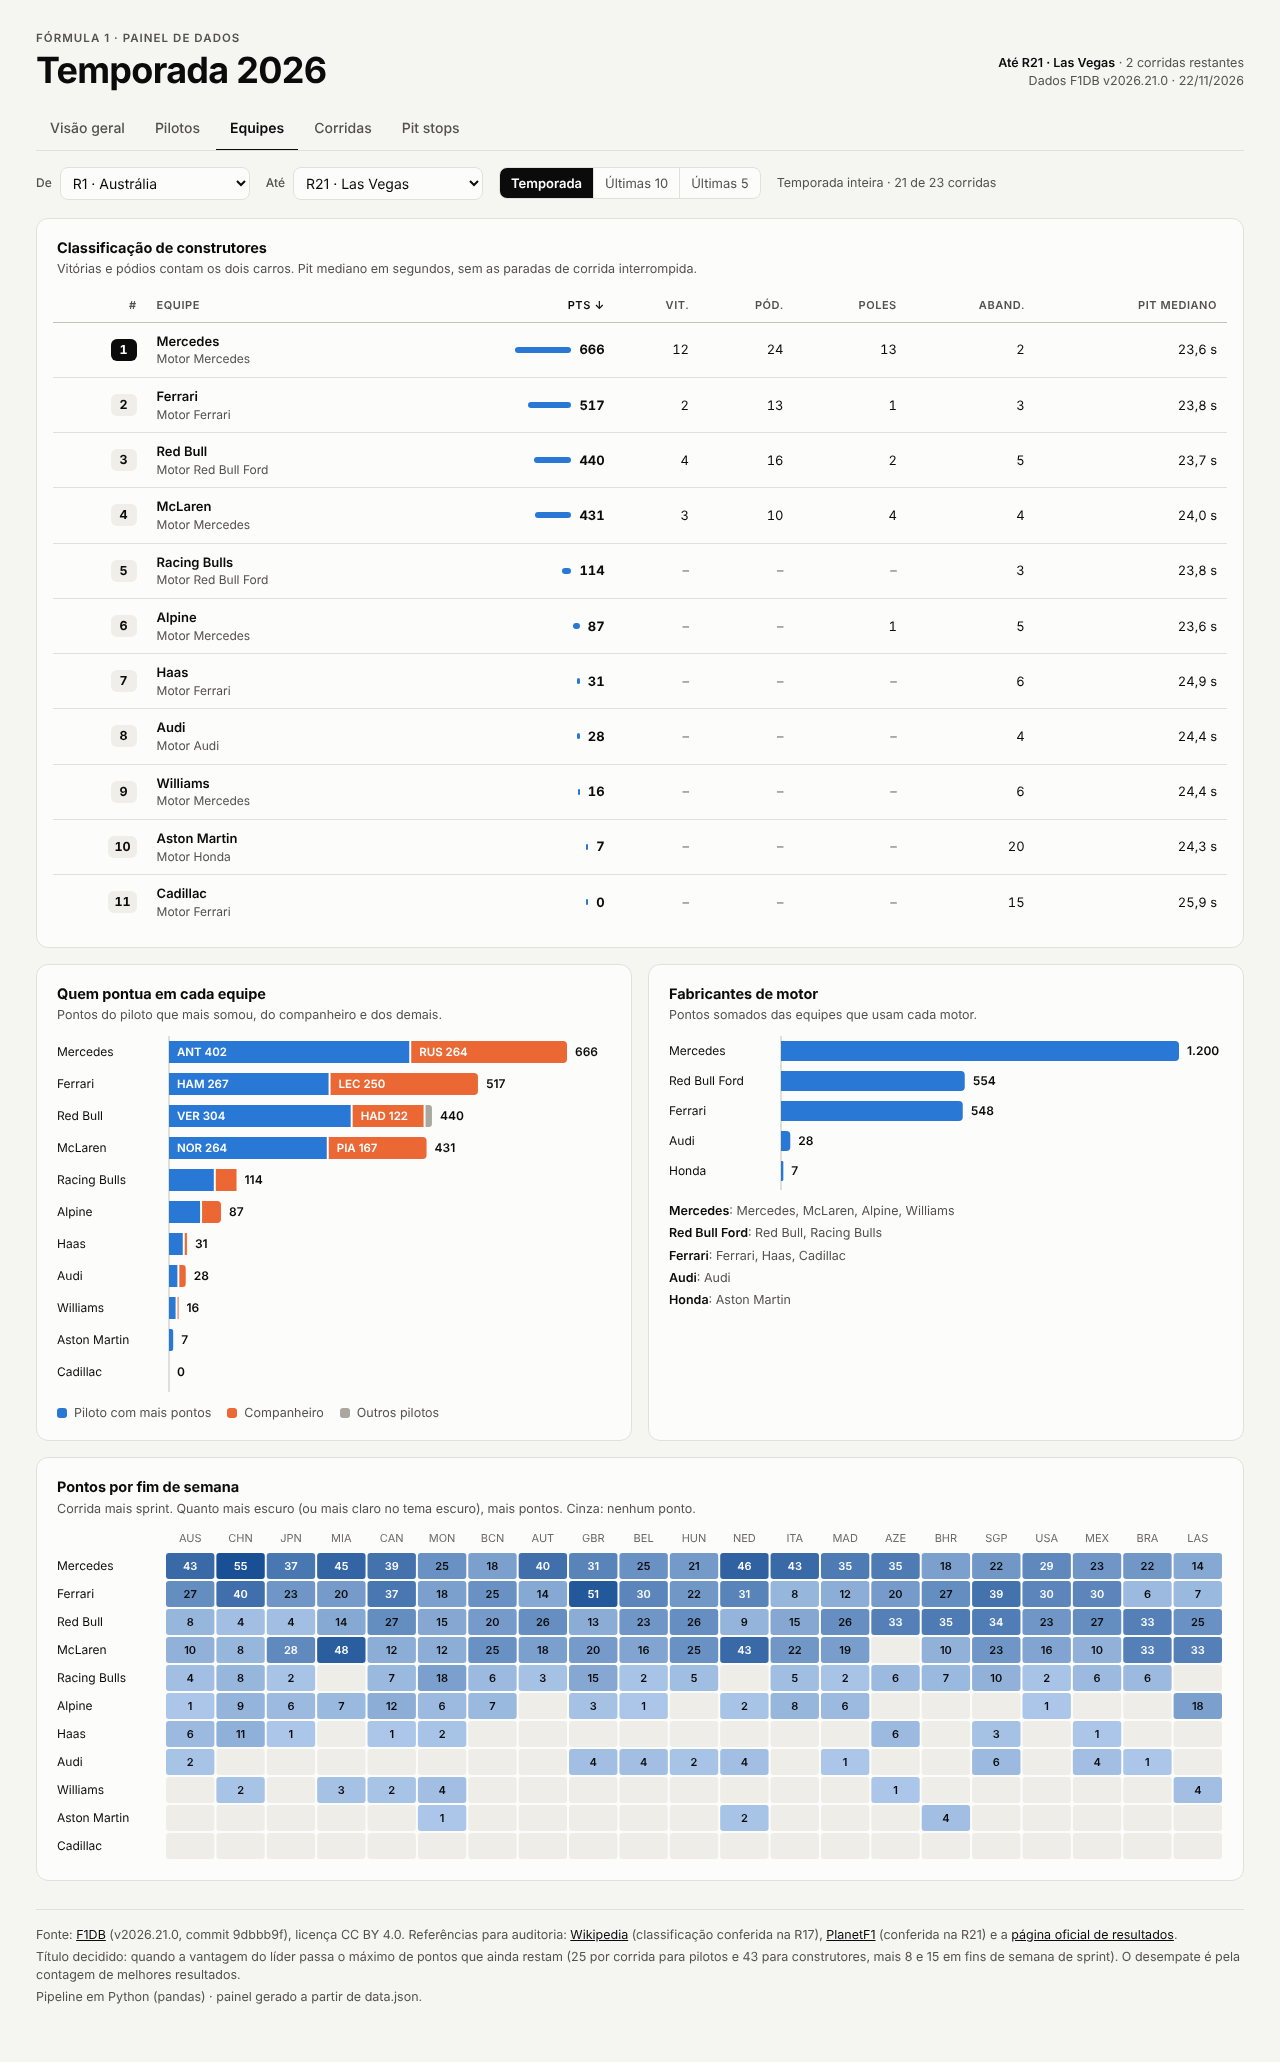 FÓRMULA 1 · PAINEL DE DADOS
Temporada 2026
Até R21 · Las Vegas · 2 corridas restantes
Dados F1DB v2026.21.0 · 22/11/2026
Visão geral Pilotos Equipes Corridas Pit stops
De R1 · Austrália Até R21 · Las Vegas Temporada Últimas 10 Últimas 5 Temporada inteira · 21 de 23 corridas
Classificação de construtores
Vitórias e pódios contam os dois carros. Pit mediano em segundos, sem as paradas de corrida interrompida.
# EQUIPE PTS ↓ VIT. PÓD. POLES ABAND. PIT MEDIANO
1 Mercedes 666 12 24 13 2 23,6 s
Motor Mercedes
2 Ferrari 517 2 13 1 3 23,8 s
Motor Ferrari
3 Red Bull 440 4 16 2 5 23,7 s
Motor Red Bull Ford
4 McLaren 431 3 10 4 4 24,0 s
Motor Mercedes
5 Racing Bulls 114 – – – 3 23,8 s
Motor Red Bull Ford
6 Alpine 87 – – 1 5 23,6 s
Motor Mercedes
7 Haas 31 – – – 6 24,9 s
Motor Ferrari
8 Audi 28 – – – 4 24,4 s
Motor Audi
9 Williams 16 – – – 6 24,4 s
Motor Mercedes
10 Aston Martin 7 – – – 20 24,3 s
Motor Honda
11 Cadillac 0 – – – 15 25,9 s
Motor Ferrari
Quem pontua em cada equipe
Pontos do piloto que mais somou, do companheiro e dos demais.
Mercedes ANT 402 RUS 264 666
Ferrari HAM 267 LEC 250 517
Red Bull VER 304 HAD 122 440
McLaren NOR 264 PIA 167 431
Racing Bulls 114
Alpine 87
Haas 31
Audi 28
Williams 16
Aston Martin 7
Cadillac 0
Piloto com mais pontos Companheiro Outros pilotos
Fabricantes de motor
Pontos somados das equipes que usam cada motor.
Mercedes 1.200
Red Bull Ford 554
Ferrari 548
Audi 28
Honda 7
Mercedes: Mercedes, McLaren, Alpine, Williams
Red Bull Ford: Red Bull, Racing Bulls
Ferrari: Ferrari, Haas, Cadillac
Audi: Audi
Honda: Aston Martin
Pontos por fim de semana
Corrida mais sprint. Quanto mais escuro (ou mais claro no tema escuro), mais pontos. Cinza: nenhum ponto.
AUS CHN JPN MIA CAN MON BCN AUT GBR BEL HUN NED ITA MAD AZE BHR SGP USA MEX BRA LAS
Mercedes 43 55 37 45 39 25 18 40 31 25 21 46 43 35 35 18 22 29 23 22 14
Ferrari 27 40 23 20 37 18 25 14 51 30 22 31 8 12 20 27 39 30 30 6 7
Red Bull 8 4 4 14 27 15 20 26 13 23 26 9 15 26 33 35 34 23 27 33 25
McLaren 10 8 28 48 12 12 25 18 20 16 25 43 22 19 10 23 16 10 33 33
Racing Bulls 4 8 2 7 18 6 3 15 2 5 5 2 6 7 10 2 6 6
Alpine 1 9 6 7 12 6 7 3 1 2 8 6 1 18
Haas 6 11 1 1 2 6 3 1
Audi 2 4 4 2 4 1 6 4 1
Williams 2 3 2 4 1 4
Aston Martin 1 2 4
Cadillac
Fonte: F1DB (v2026.21.0, commit 9dbbb9f), licença CC BY 4.0. Referências para auditoria: Wikipedia (classificação conferida na R17), PlanetF1 (conferida na R21) e a página oficial de resultados.
Título decidido: quando a vantagem do líder passa o máximo de pontos que ainda restam (25 por corrida para pilotos e 43 para construtores, mais 8 e 15 em fins de semana de sprint). O desempate é pela
contagem de melhores resultados.
Pipeline em Python (pandas) · painel gerado a partir de data.json.